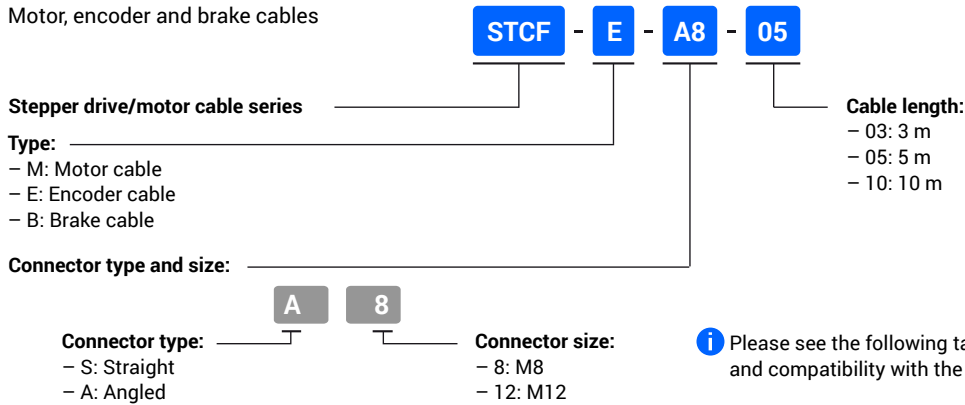 Motor, encoder and brake cables
STCF - E - A8 - 05
Stepper drive/motor cable series
Cable length:
– 03: 3 m
– 05: 5 m
– 10: 10 m
Type:
– M: Motor cable
– E: Encoder cable
– B: Brake cable
Connector type and size:
A 8
Connector type:
– S: Straight
– A: Angled
Connector size:
– 8: M8
– 12: M12
i Please see the following
and compatibility with the